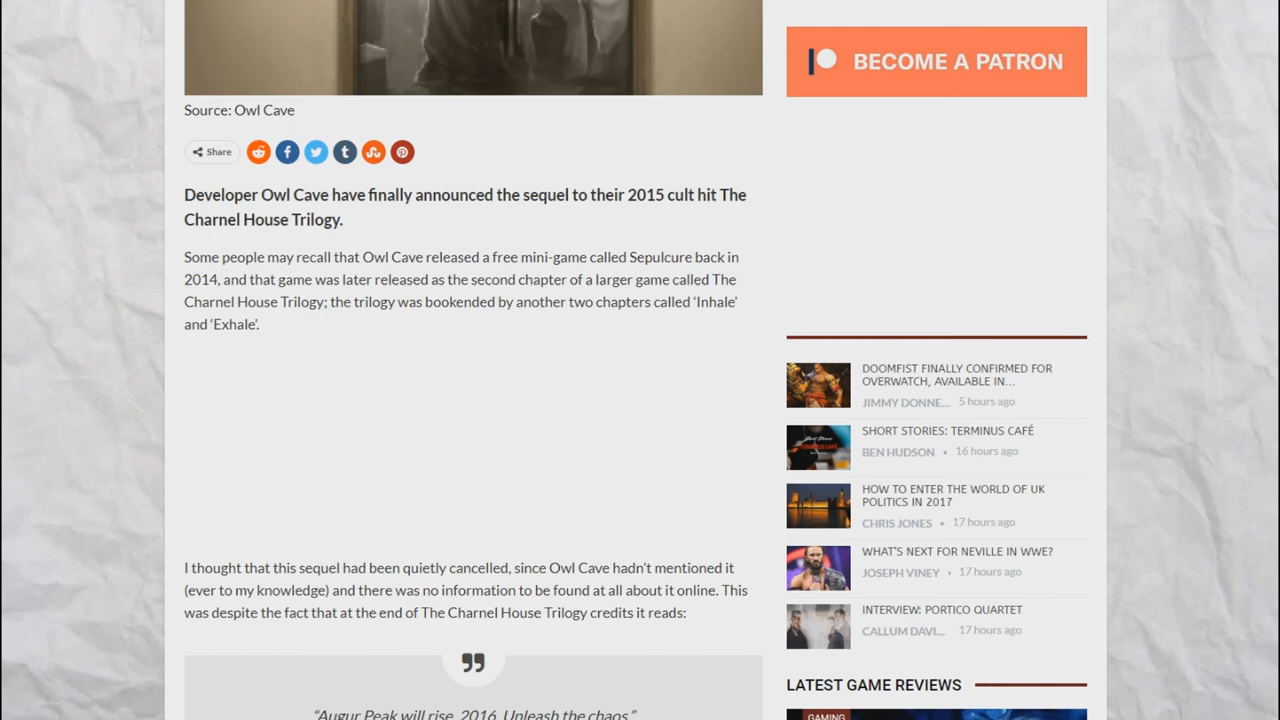 BECOME A PATRON
Source: Owl Cave
Share
Developer Owl Cave have finally announced the sequel to their 2015 cult hit The
Charnel House Trilogy.
Some people may recall that Owl Cave released a free mini-game called Sepulcure back in
2014, and that game was later released as the second chapter of a larger game called The
Charnel House Trilogy; the trilogy was bookended by another two chapters called ‘Inhale’
and ‘Exhale’.
I thought that this sequel had been quietly cancelled, since Owl Cave hadn’t mentioned it
(ever to my knowledge) and there was no information to be found at all about it online. This
was despite the fact that at the end of The Charnel House Trilogy credits it reads:
“Augur Peak will rise. 2016. Unleash the chaos.”
DOOMFIST FINALLY CONFIRMED FOR
OVERWATCH, AVAILABLE IN…
JIMMY DONNE... 5 hours ago
SHORT STORIES: TERMINUS CAFÉ
BEN HUDSON • 16 hours ago
HOW TO ENTER THE WORLD OF UK
POLITICS IN 2017
CHRIS JONES • 17 hours ago
WHAT’S NEXT FOR NEVILLE IN WWE?
JOSEPH VINEY • 17 hours ago
INTERVIEW: PORTICO QUARTET
CALLUM DAVI... 17 hours ago
LATEST GAME REVIEWS
GAMING